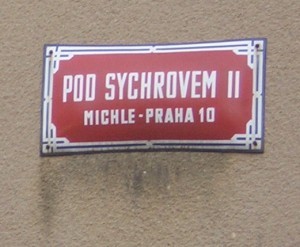 POD SYCHROVEM II
MICHLE - PRAHA 10